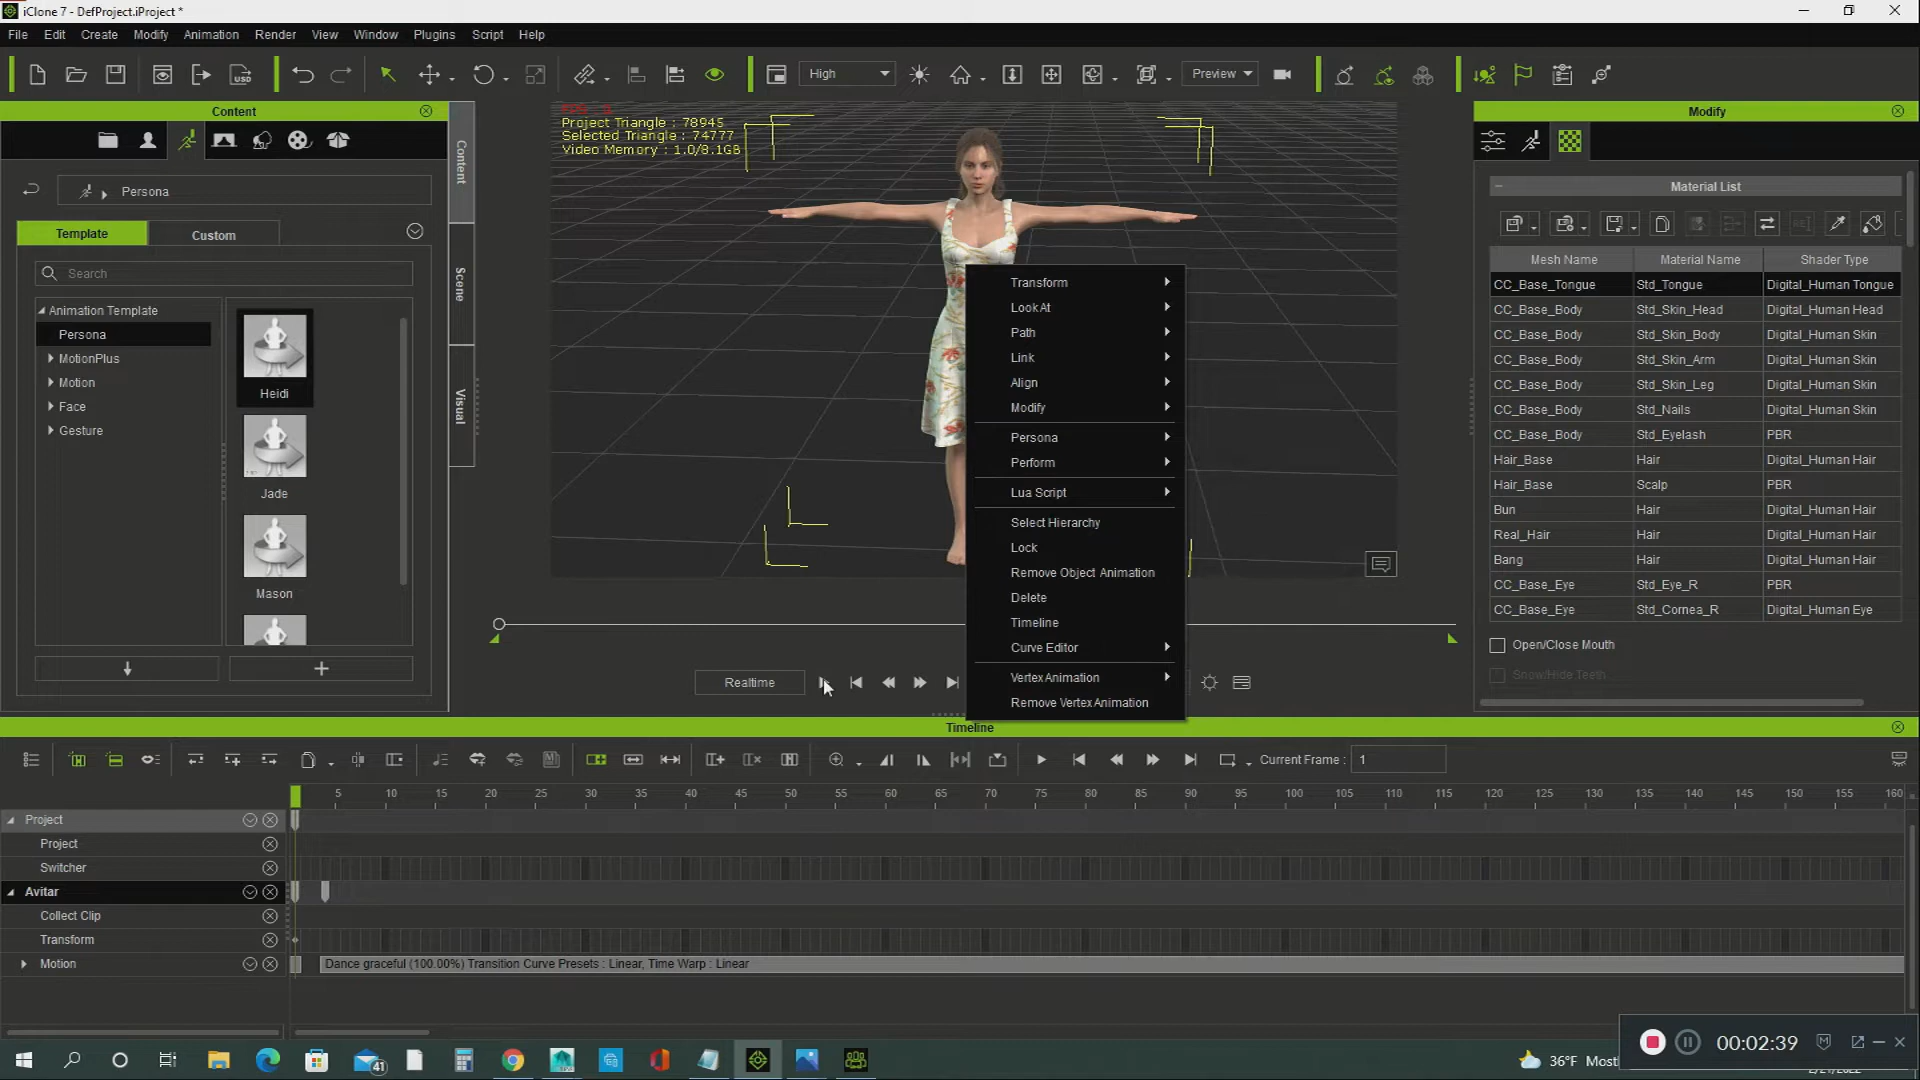 iClone 7 - DefProject.iProject *
File Edit Create Modify Animation Render View Window Plugins Script Help
USD
High
Preview
Content
Persona
Template
Custom
Search
Animation Template
Persona
MotionPlus
Motion
Face
Gesture
Heidi
Jade
Mason
Content
Scene
Visual
Project Triangle : 78945
Selected Triangle : 74777
Video Memory : 1.0/8.1GB
Transform
Look At
Path
Link
Align
Modify
Persona
Perform
Lua Script
Select Hierarchy
Lock
Remove Object Animation
Delete
Timeline
Curve Editor
Vertex Animation
Remove Vertex Animation
Realtime
Modify
Material List
Mesh Name Material Name Shader Type
CC_Base_Tongue Std_Tongue Digital_Human Tongue
CC_Base_Body Std_Skin_Head Digital_Human Head
CC_Base_Body Std_Skin_Body Digital_Human Skin
CC_Base_Body Std_Skin_Arm Digital_Human Skin
CC_Base_Body Std_Skin_Leg Digital_Human Skin
CC_Base_Body Std_Nails Digital_Human Skin
CC_Base_Body Std_Eyelash PBR
Hair_Base Hair Digital_Human Hair
Hair_Base Scalp PBR
Bun Hair Digital_Human Hair
Real_Hair Hair Digital_Human Hair
Bang Hair Digital_Human Hair
CC_Base_Eye Std_Eye_R PBR
CC_Base_Eye Std_Cornea_R Digital_Human Eye
Open/Close Mouth
Show/Hide Teeth
Timeline
Current Frame : 1
5 10 15 20 25 30 35 40 45 50 55 60 65 70 75 80 85 90 95 100 105 110 115 120 125 130 135 140 145 150 155 160
Project
Project
Switcher
Avitar
Collect Clip
Transform
Motion
Dance graceful (100.00%) Transition Curve Presets : Linear, Time Warp : Linear
41
36°F
00:02:39